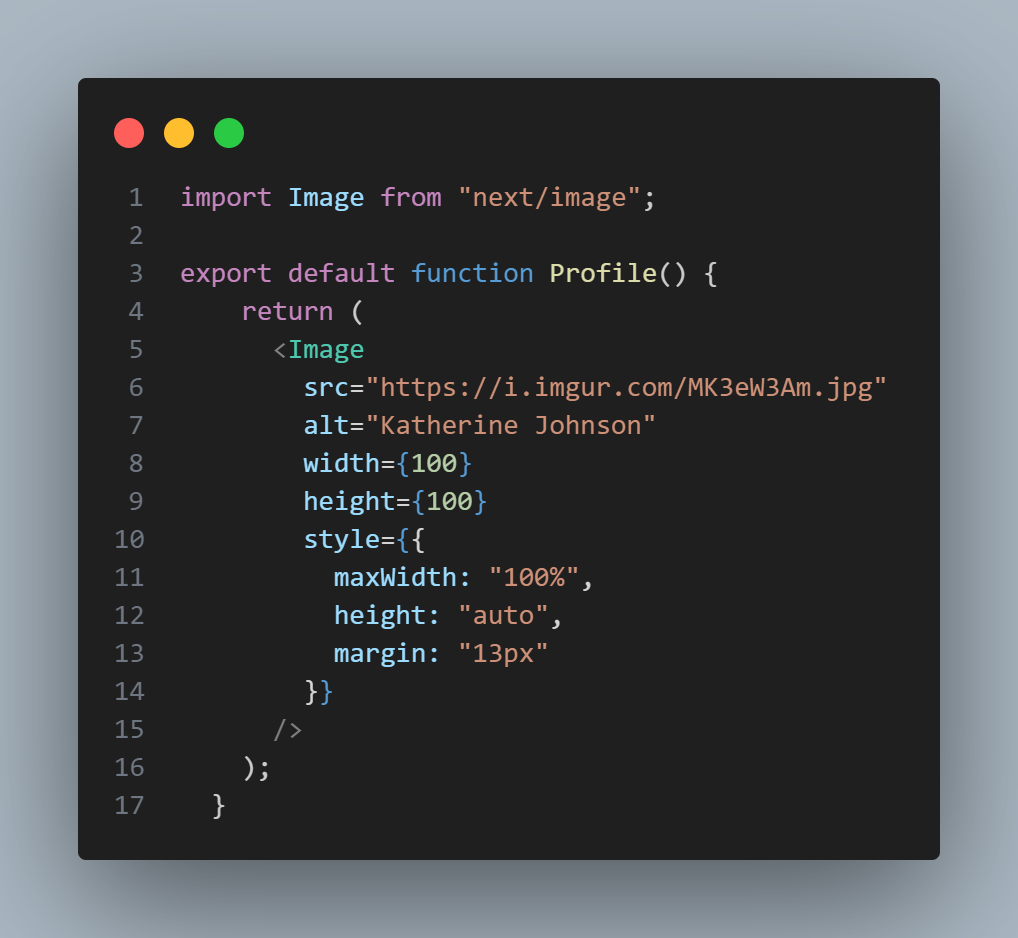 1 import Image from "next/image";
2
3 export default function Profile() {
4     return (
5       <Image
6         src="https://i.imgur.com/MK3eW3Am.jpg"
7         alt="Katherine Johnson"
8         width={100}
9         height={100}
10         style={{
11           maxWidth: "100%",
12           height: "auto",
13           margin: "13px"
14         }}
15       />
16     );
17   }